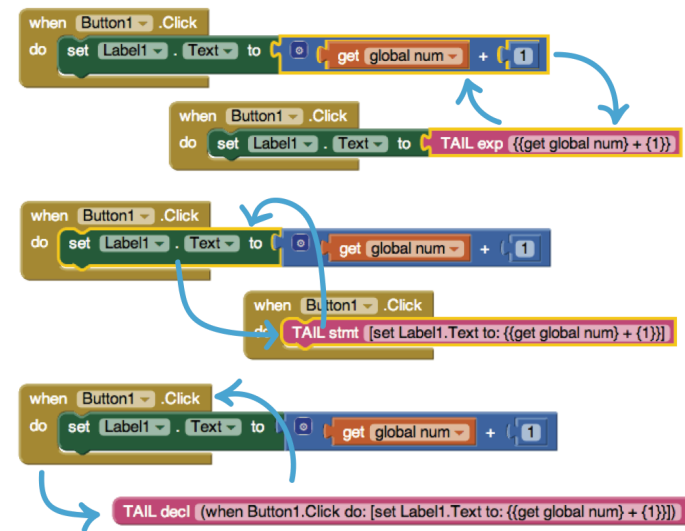 when Button1 .Click
do set Label1 . Text to get global num + 1
when Button1 .Click
do set Label1 . Text to TAIL exp {{get global num} + {1}}
when Button1 .Click
do set Label1 . Text to get global num + 1
when Button1 .Click
do TAIL stmt [set Label1.Text to: {{get global num} + {1}}]
when Button1 .Click
do set Label1 . Text to get global num + 1
TAIL decl (when Button1.Click do: [set Label1.Text to: {{get global num} + {1}}])